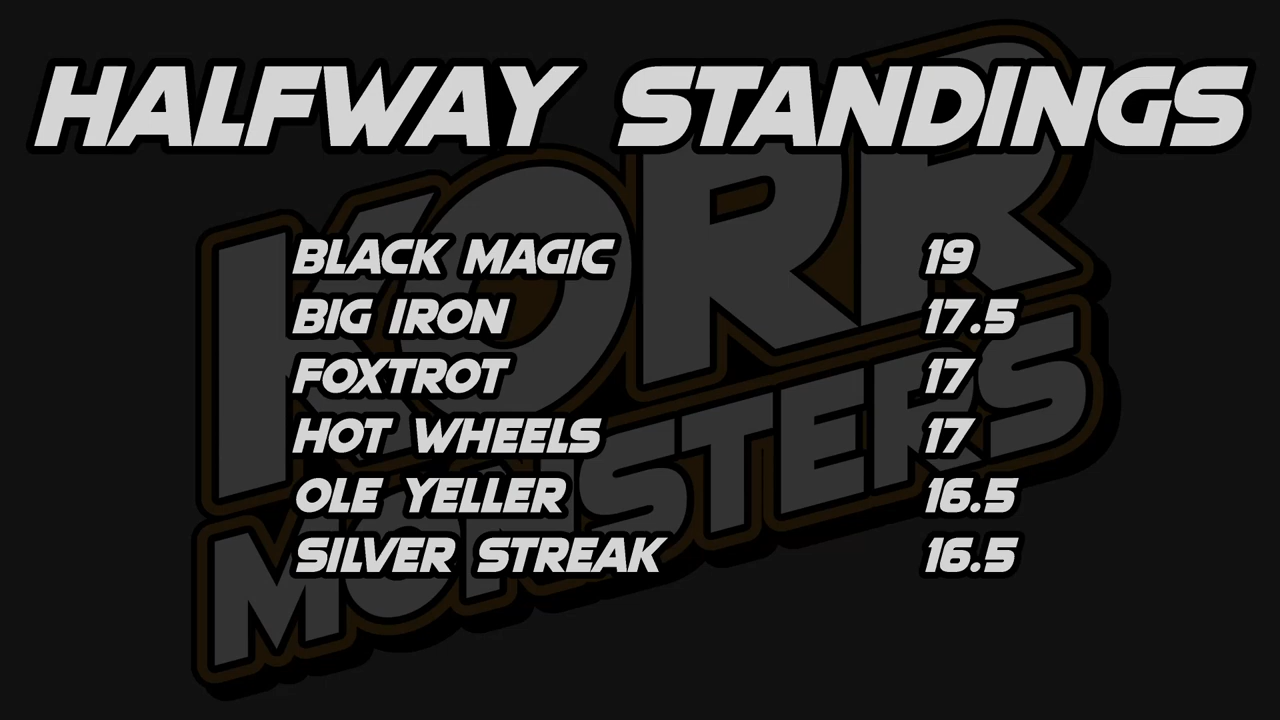 HALFWAY STANDINGS
KORR
MONSTERS
BLACK MAGIC 19
BIG IRON 17.5
FOXTROT 17
HOT WHEELS 17
OLE YELLER 16.5
SILVER STREAK 16.5